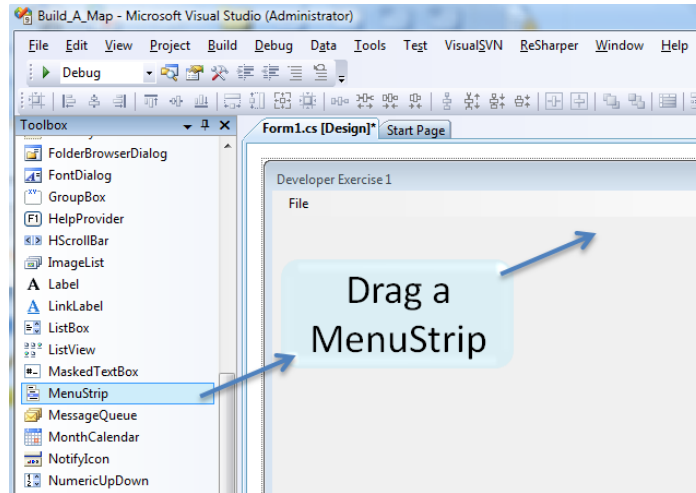 Build_A_Map - Microsoft Visual Studio (Administrator)
File Edit View Project Build Debug Data Tools Test VisualSVN ReSharper Window Help
Debug
Toolbox
Form1.cs [Design]* Start Page
FolderBrowserDialog
FontDialog
GroupBox
HelpProvider
HScrollBar
ImageList
A Label
A LinkLabel
ListBox
ListView
MaskedTextBox
MenuStrip
MessageQueue
MonthCalendar
NotifyIcon
NumericUpDown
Developer Exercise 1
File
Drag a
MenuStrip